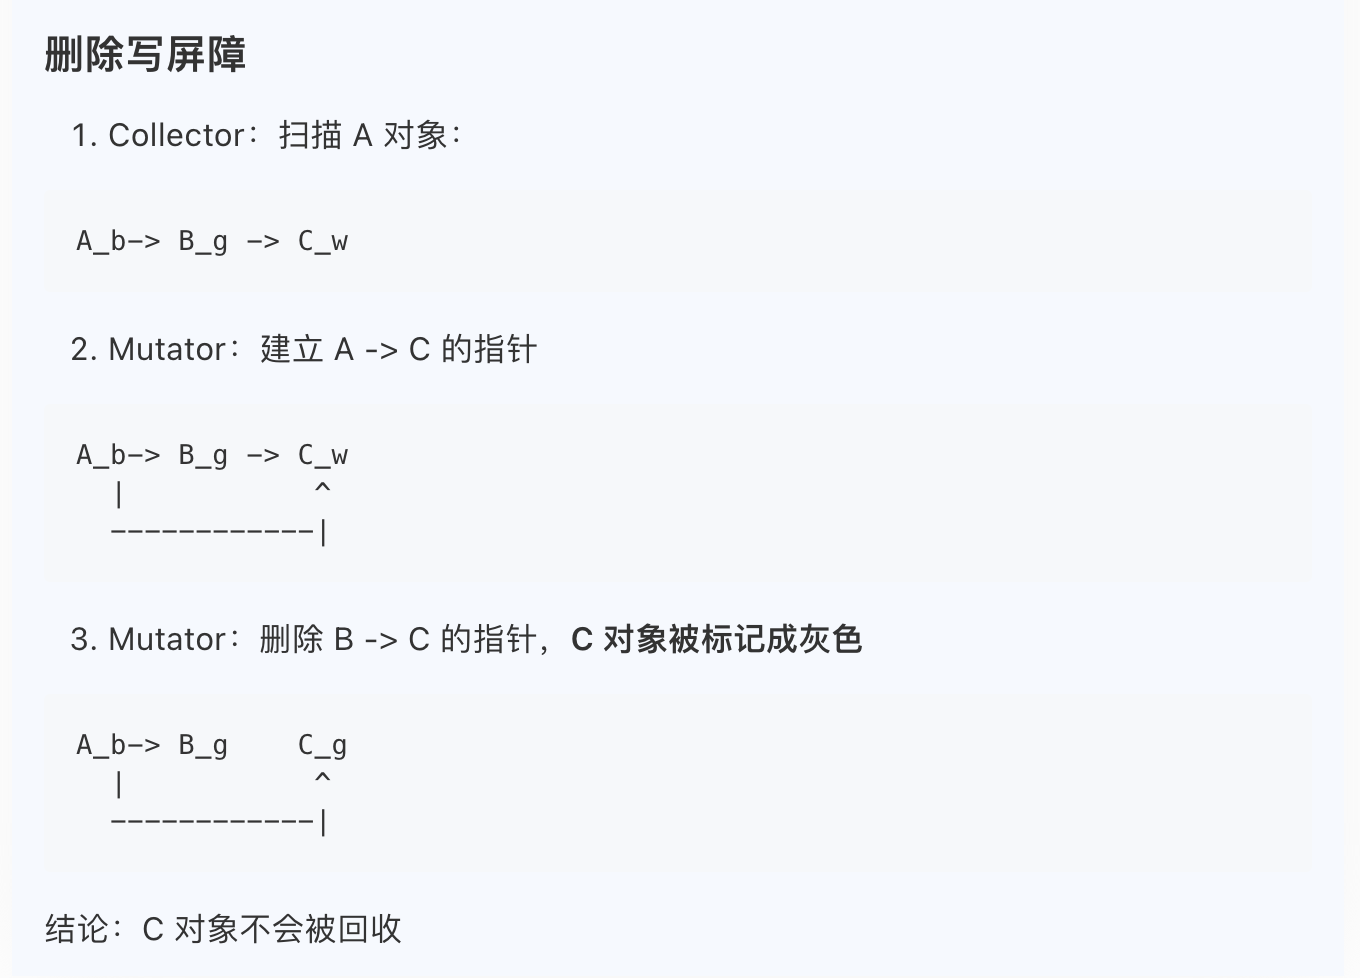 删除写屏障
1. Collector：扫描 A 对象：
A_b-> B_g -> C_w
2. Mutator：建立 A -> C 的指针
A_b-> B_g -> C_w
  |           ^
  ------------|
3. Mutator：删除 B -> C 的指针，C 对象被标记成灰色
A_b-> B_g    C_g
  |           ^
  ------------|
结论：C 对象不会被回收